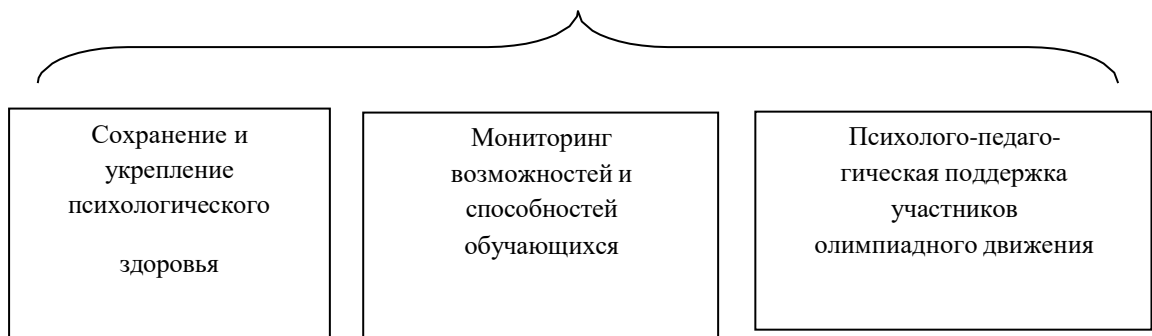 Сохранение и
укрепление
психологического
здоровья
Мониторинг
возможностей и
способностей
обучающихся
Психолого-педаго-
гическая поддержка
участников
олимпиадного движения